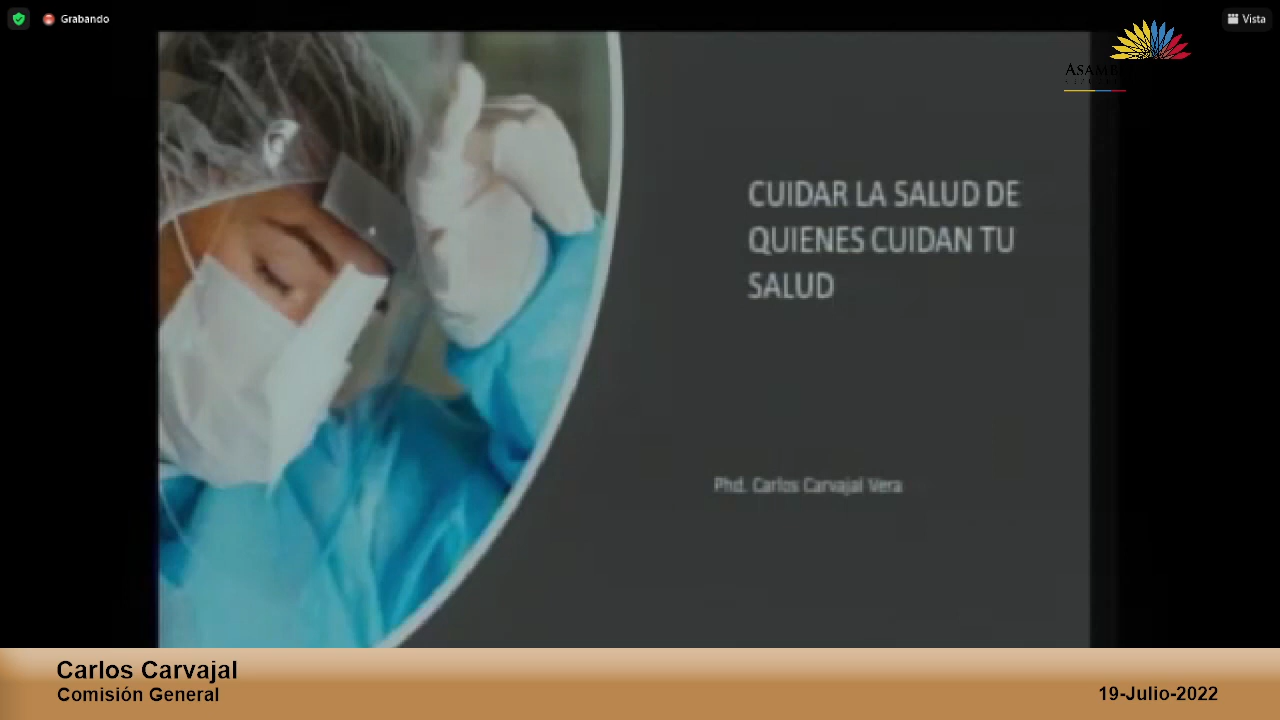 Grabando
Vista
CUIDAR LA SALUD DE
QUIENES CUIDAN TU
SALUD
Phd. Carlos Carvajal Vera
Carlos Carvajal
Comisión General
19-Julio-2022